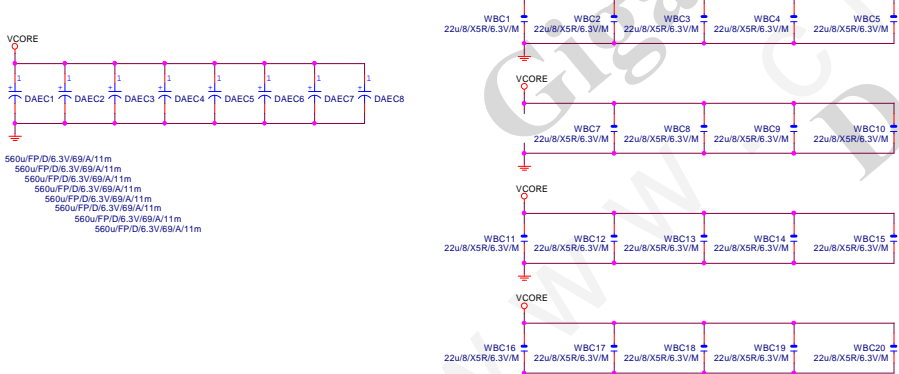 VCORE
1 1 1 1 1 1 1 1
+ + + + + + + +
DAEC1 DAEC2 DAEC3 DAEC4 DAEC5 DAEC6 DAEC7 DAEC8
560u/FP/D/6.3V/69/A/11m
560u/FP/D/6.3V/69/A/11m
560u/FP/D/6.3V/69/A/11m
560u/FP/D/6.3V/69/A/11m
560u/FP/D/6.3V/69/A/11m
560u/FP/D/6.3V/69/A/11m
560u/FP/D/6.3V/69/A/11m
560u/FP/D/6.3V/69/A/11m
WBC1 WBC2 WBC3 WBC4 WBC5
22u/8/X5R/6.3V/M 22u/8/X5R/6.3V/M 22u/8/X5R/6.3V/M 22u/8/X5R/6.3V/M 22u/8/X5R/6.3V/M
VCORE
WBC7 WBC8 WBC9 WBC10
22u/8/X5R/6.3V/M 22u/8/X5R/6.3V/M 22u/8/X5R/6.3V/M 22u/8/X5R/6.3V/M
VCORE
WBC11 WBC12 WBC13 WBC14 WBC15
22u/8/X5R/6.3V/M 22u/8/X5R/6.3V/M 22u/8/X5R/6.3V/M 22u/8/X5R/6.3V/M 22u/8/X5R/6.3V/M
VCORE
WBC16 WBC17 WBC18 WBC19 WBC20
22u/8/X5R/6.3V/M 22u/8/X5R/6.3V/M 22u/8/X5R/6.3V/M 22u/8/X5R/6.3V/M 22u/8/X5R/6.3V/M
Giga
D
w w w . c